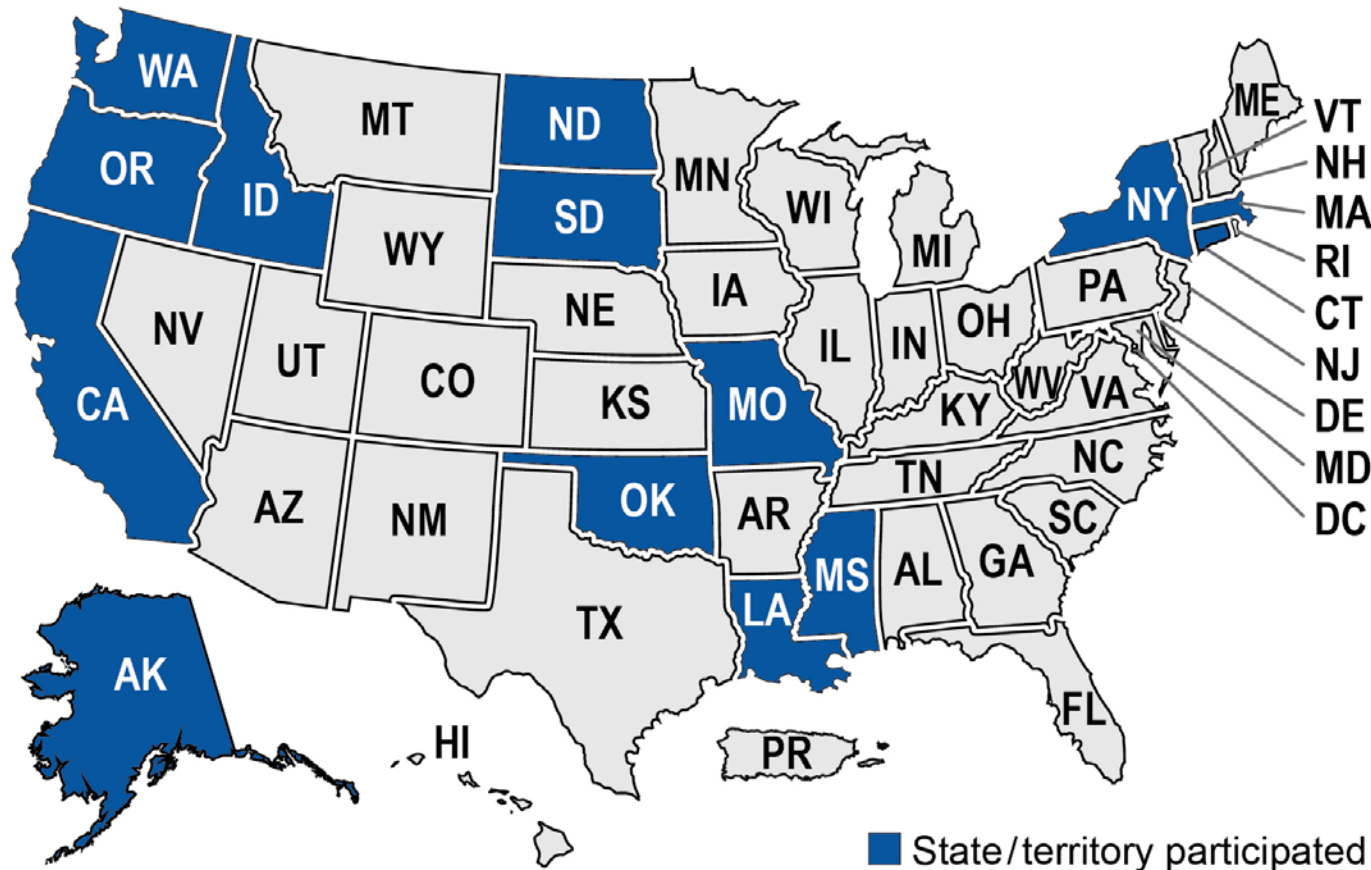 WA
MT
ND
OR
ID
MN
ME
VT
NH
SD
WI
NY
MA
WY
MI
RI
IA
PA
CT
NE
NV
OH
IL
IN
NJ
UT
CO
WV
CA
KS
MO
VA
KY
DE
NC
MD
TN
OK
AZ
NM
AR
SC
DC
MS
AL
GA
LA
TX
AK
FL
HI
PR
State/territory participated